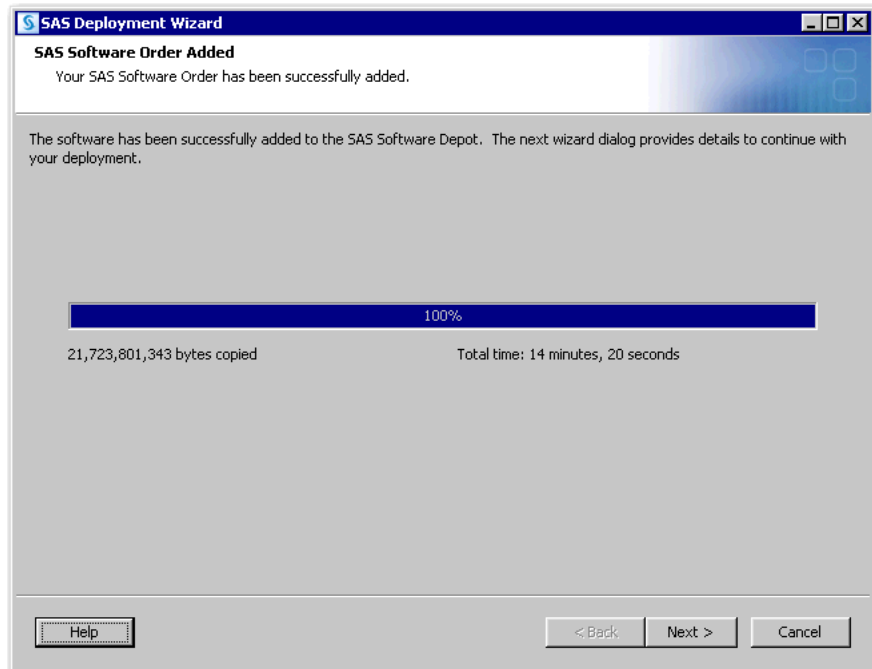 SAS Deployment Wizard
SAS Software Order Added
Your SAS Software Order has been successfully added.
The software has been successfully added to the SAS Software Depot. The next wizard dialog provides details to continue with
your deployment.
100%
21,723,801,343 bytes copied Total time: 14 minutes, 20 seconds
Help < Back Next > Cancel